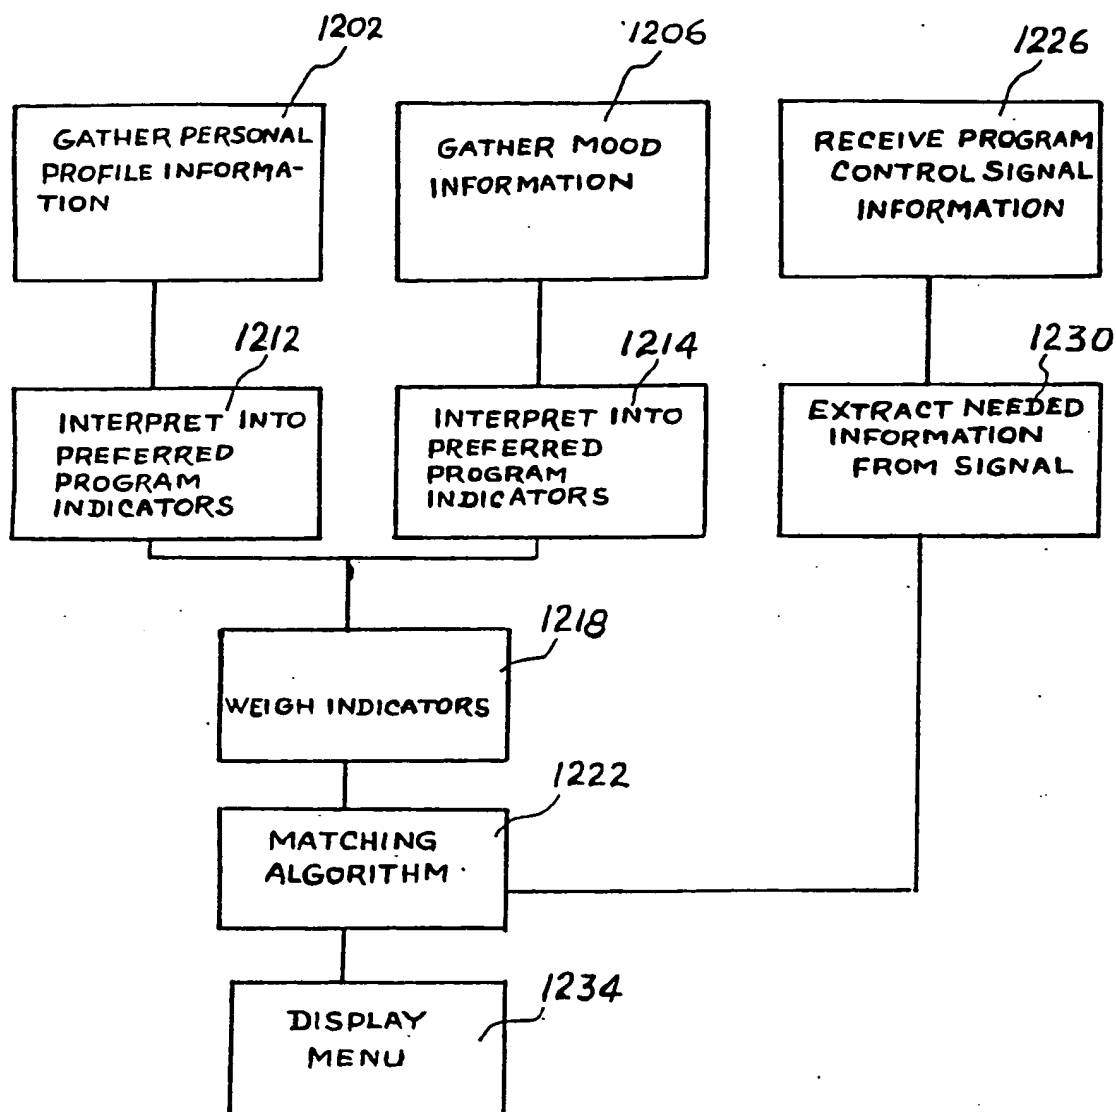 1202
GATHER PERSONAL
PROFILE INFORMA-
TION
1206
GATHER MOOD
INFORMATION
1226
RECEIVE PROGRAM
CONTROL SIGNAL
INFORMATION
1212
INTERPRET INTO
PREFERRED
PROGRAM
INDICATORS
1214
INTERPRET INTO
PREFERRED
PROGRAM
INDICATORS
1230
EXTRACT NEEDED
INFORMATION
FROM SIGNAL
1218
WEIGH INDICATORS
1222
MATCHING
ALGORITHM
1234
DISPLAY
MENU